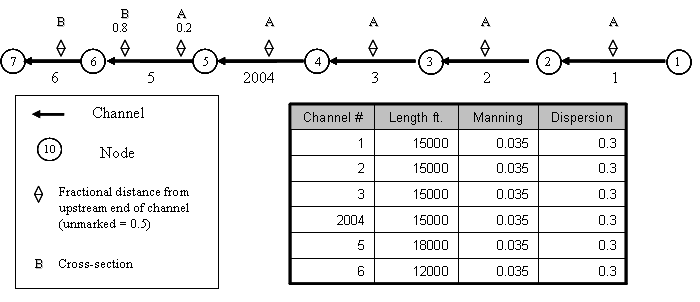 B B A A A A A
0.8 0.2
7 6 5 4 3 2 1
6 5 2004 3 2 1
Channel
10 Node
Fractional distance from
upstream end of channel
(unmarked = 0.5)
B Cross-section
Channel # Length ft. Manning Dispersion
1 15000 0.035 0.3
2 15000 0.035 0.3
3 15000 0.035 0.3
2004 15000 0.035 0.3
5 18000 0.035 0.3
6 12000 0.035 0.3